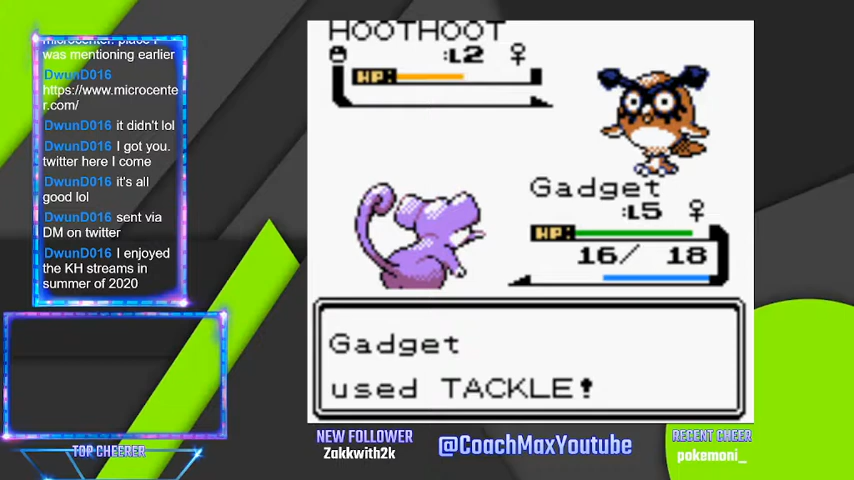 microcenter. place I
was mentioning earlier
DwunD016
https://www.microcente
r.com/
DwunD016 it didn't lol
DwunD016 I got you.
twitter here I come
DwunD016 it's all
good lol
DwunD016 sent via
DM on twitter
DwunD016 I enjoyed
the KH streams in
summer of 2020
TOP CHEERER
HOOTHOOT
:L2 ♀
HP:
Gadget
:L5 ♀
HP:
16/ 18
Gadget
used TACKLE!
NEW FOLLOWER
Zakkwith2k
@CoachMaxYoutube
RECENT CHEER
pokemoni_